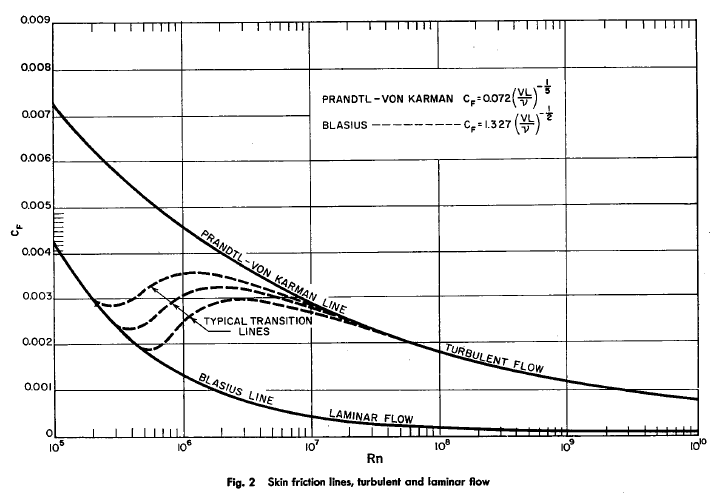 0.009
0.008
0.007
0.006
0.005
0.004
0.003
0.002
0.001
0
C_F
PRANDTL-VON KARMAN C_F=0.072(VL/ν)^-1/5
BLASIUS ---------- C_F=1.327(VL/ν)^-1/2
PRANDTL-VON KARMAN LINE
TYPICAL TRANSITION
LINES
TURBULENT FLOW
BLASIUS LINE
LAMINAR FLOW
10^5 10^6 10^7 10^8 10^9 10^10
Rn
Fig. 2 Skin friction lines, turbulent and laminar flow